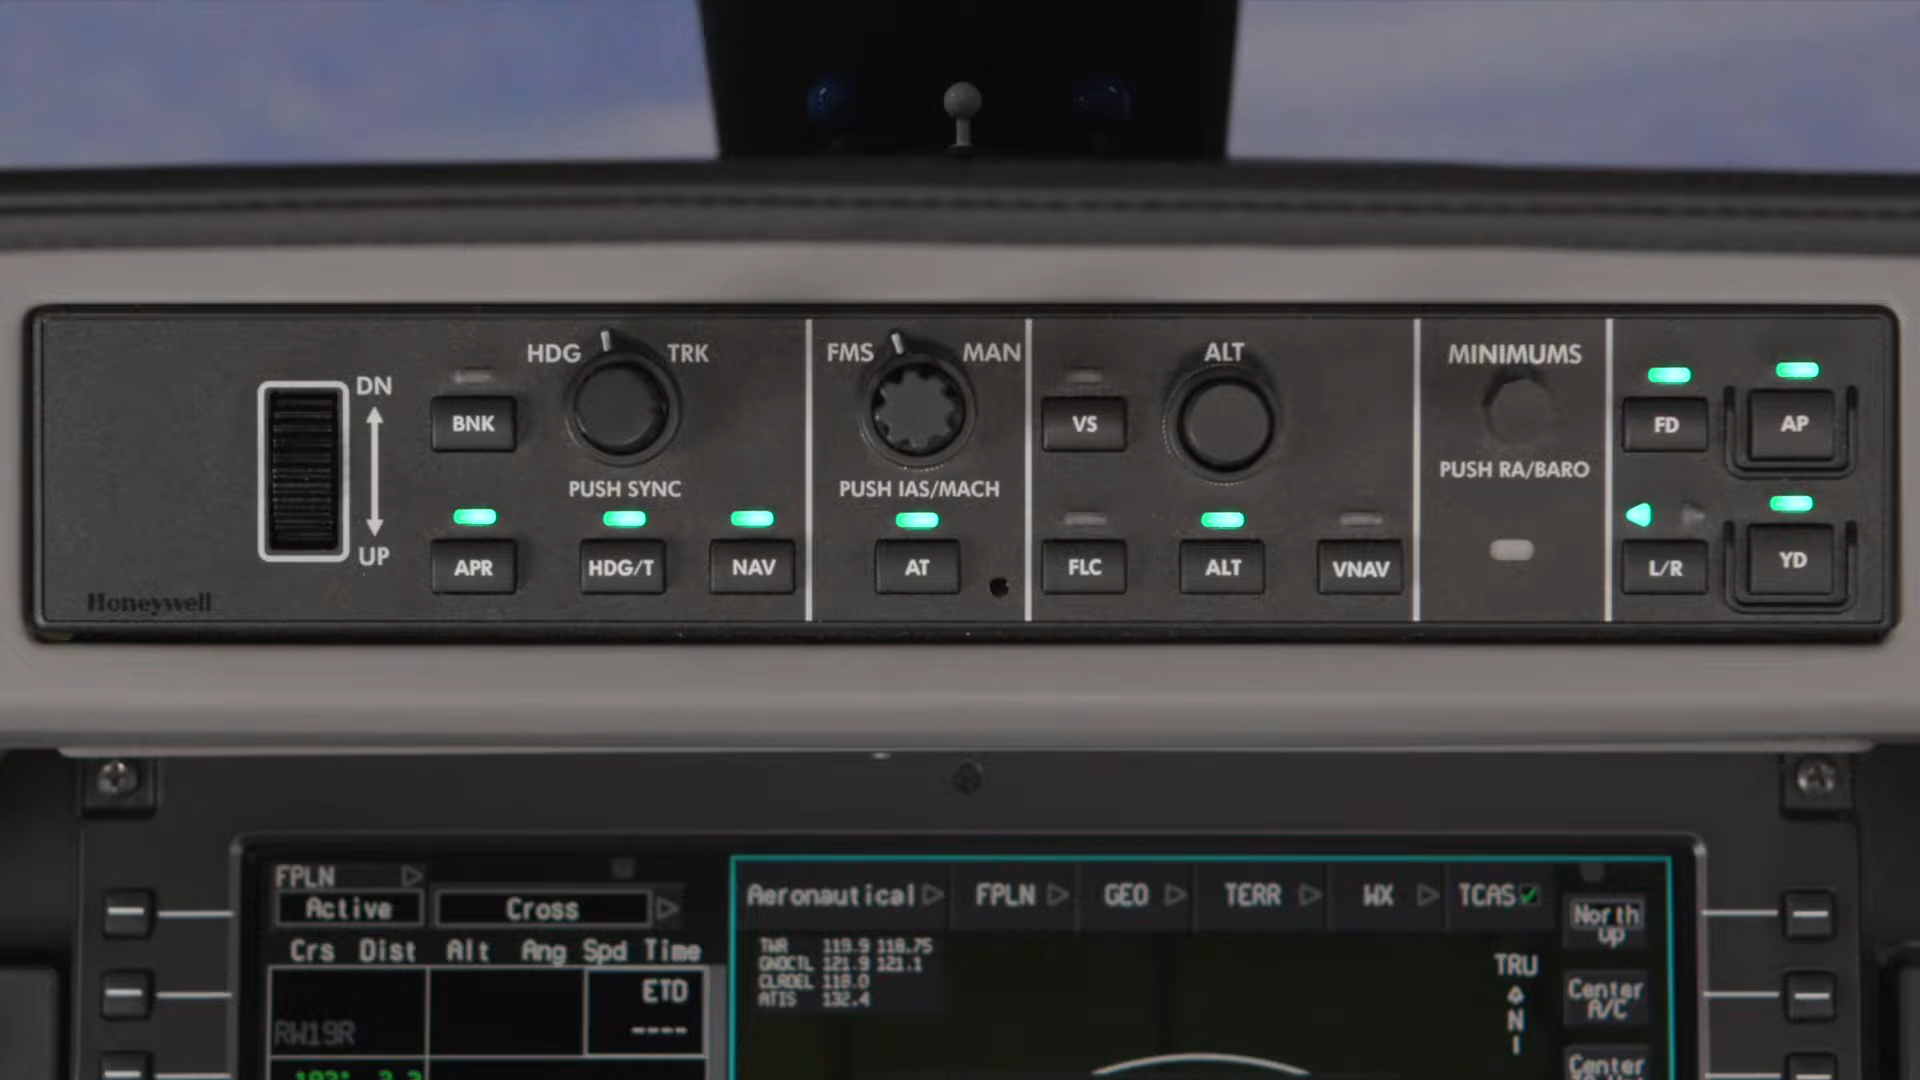 HDG TRK FMS MAN ALT MINIMUMS
DN
BNK VS FD AP
PUSH RA/BARO
PUSH SYNC PUSH IAS/MACH
UP
APR HDG/T NAV AT FLC ALT VNAV L/R YD
Honeywell
FPLN
Active Cross
Crs Dist Alt Ang Spd Time
ETD
----
RW19R
Aeronautical FPLN GEO TERR WX TCAS
TWR 119.9 118.75
GNDCTL 121.9 121.1
CLRDEL 118.0
ATIS 132.4
North
up
TRU
N
Center
A/C
Center